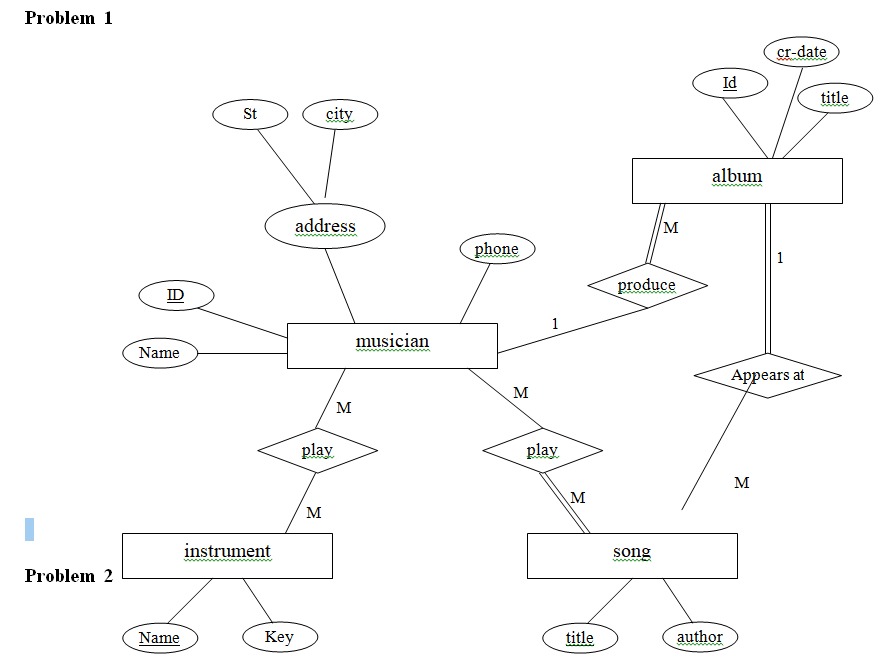 Problem 1
cr-date
Id
title
St
city
album
address
M
phone
1
produce
ID
1
musician
Name
Appears at
M
M
play
play
M
M
M
instrument
song
Problem 2
Name
Key
title
author